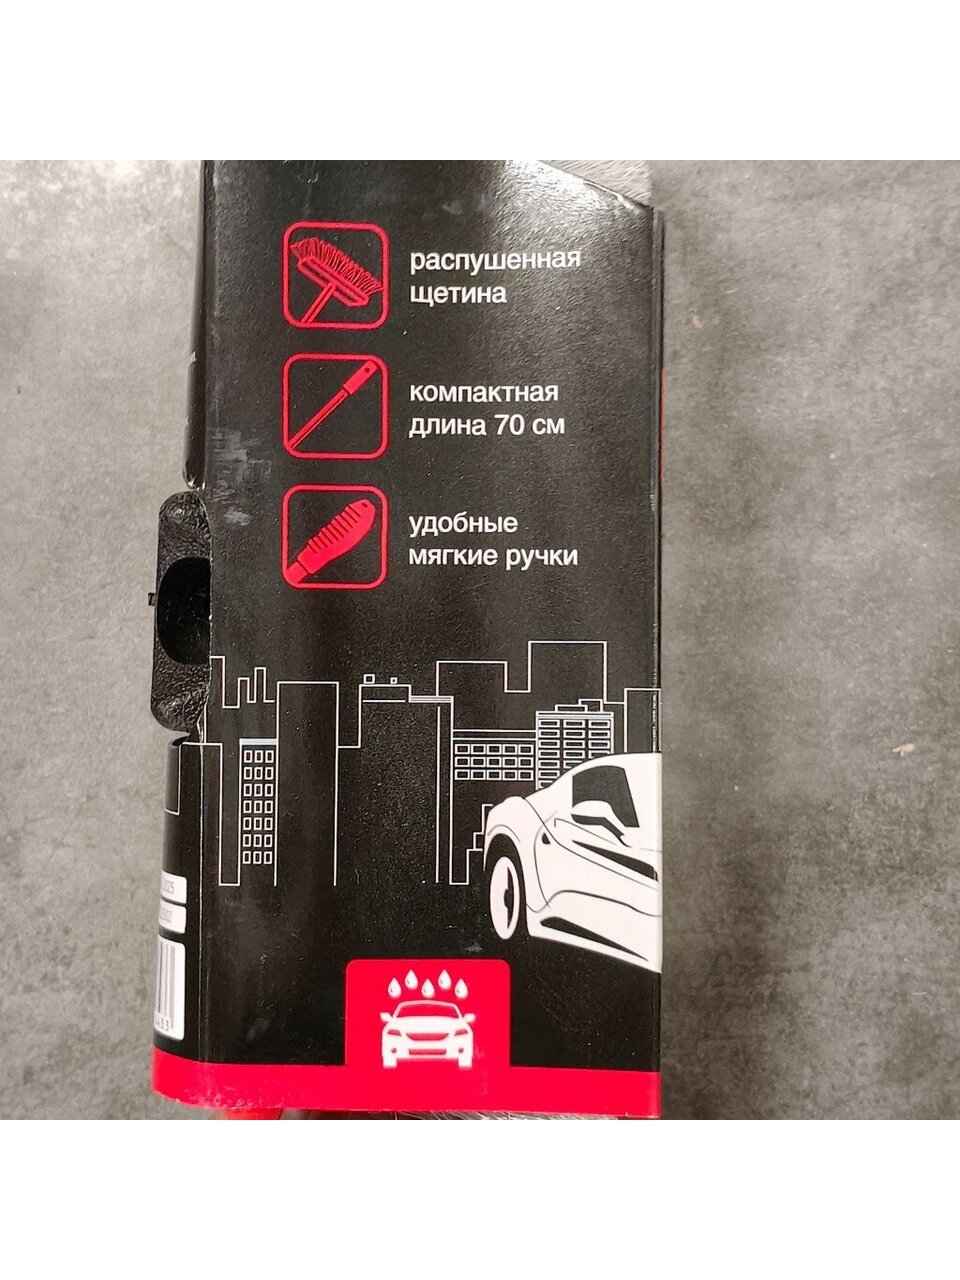 распушенная
щетина
компактная
длина 70 см
удобные
мягкие ручки